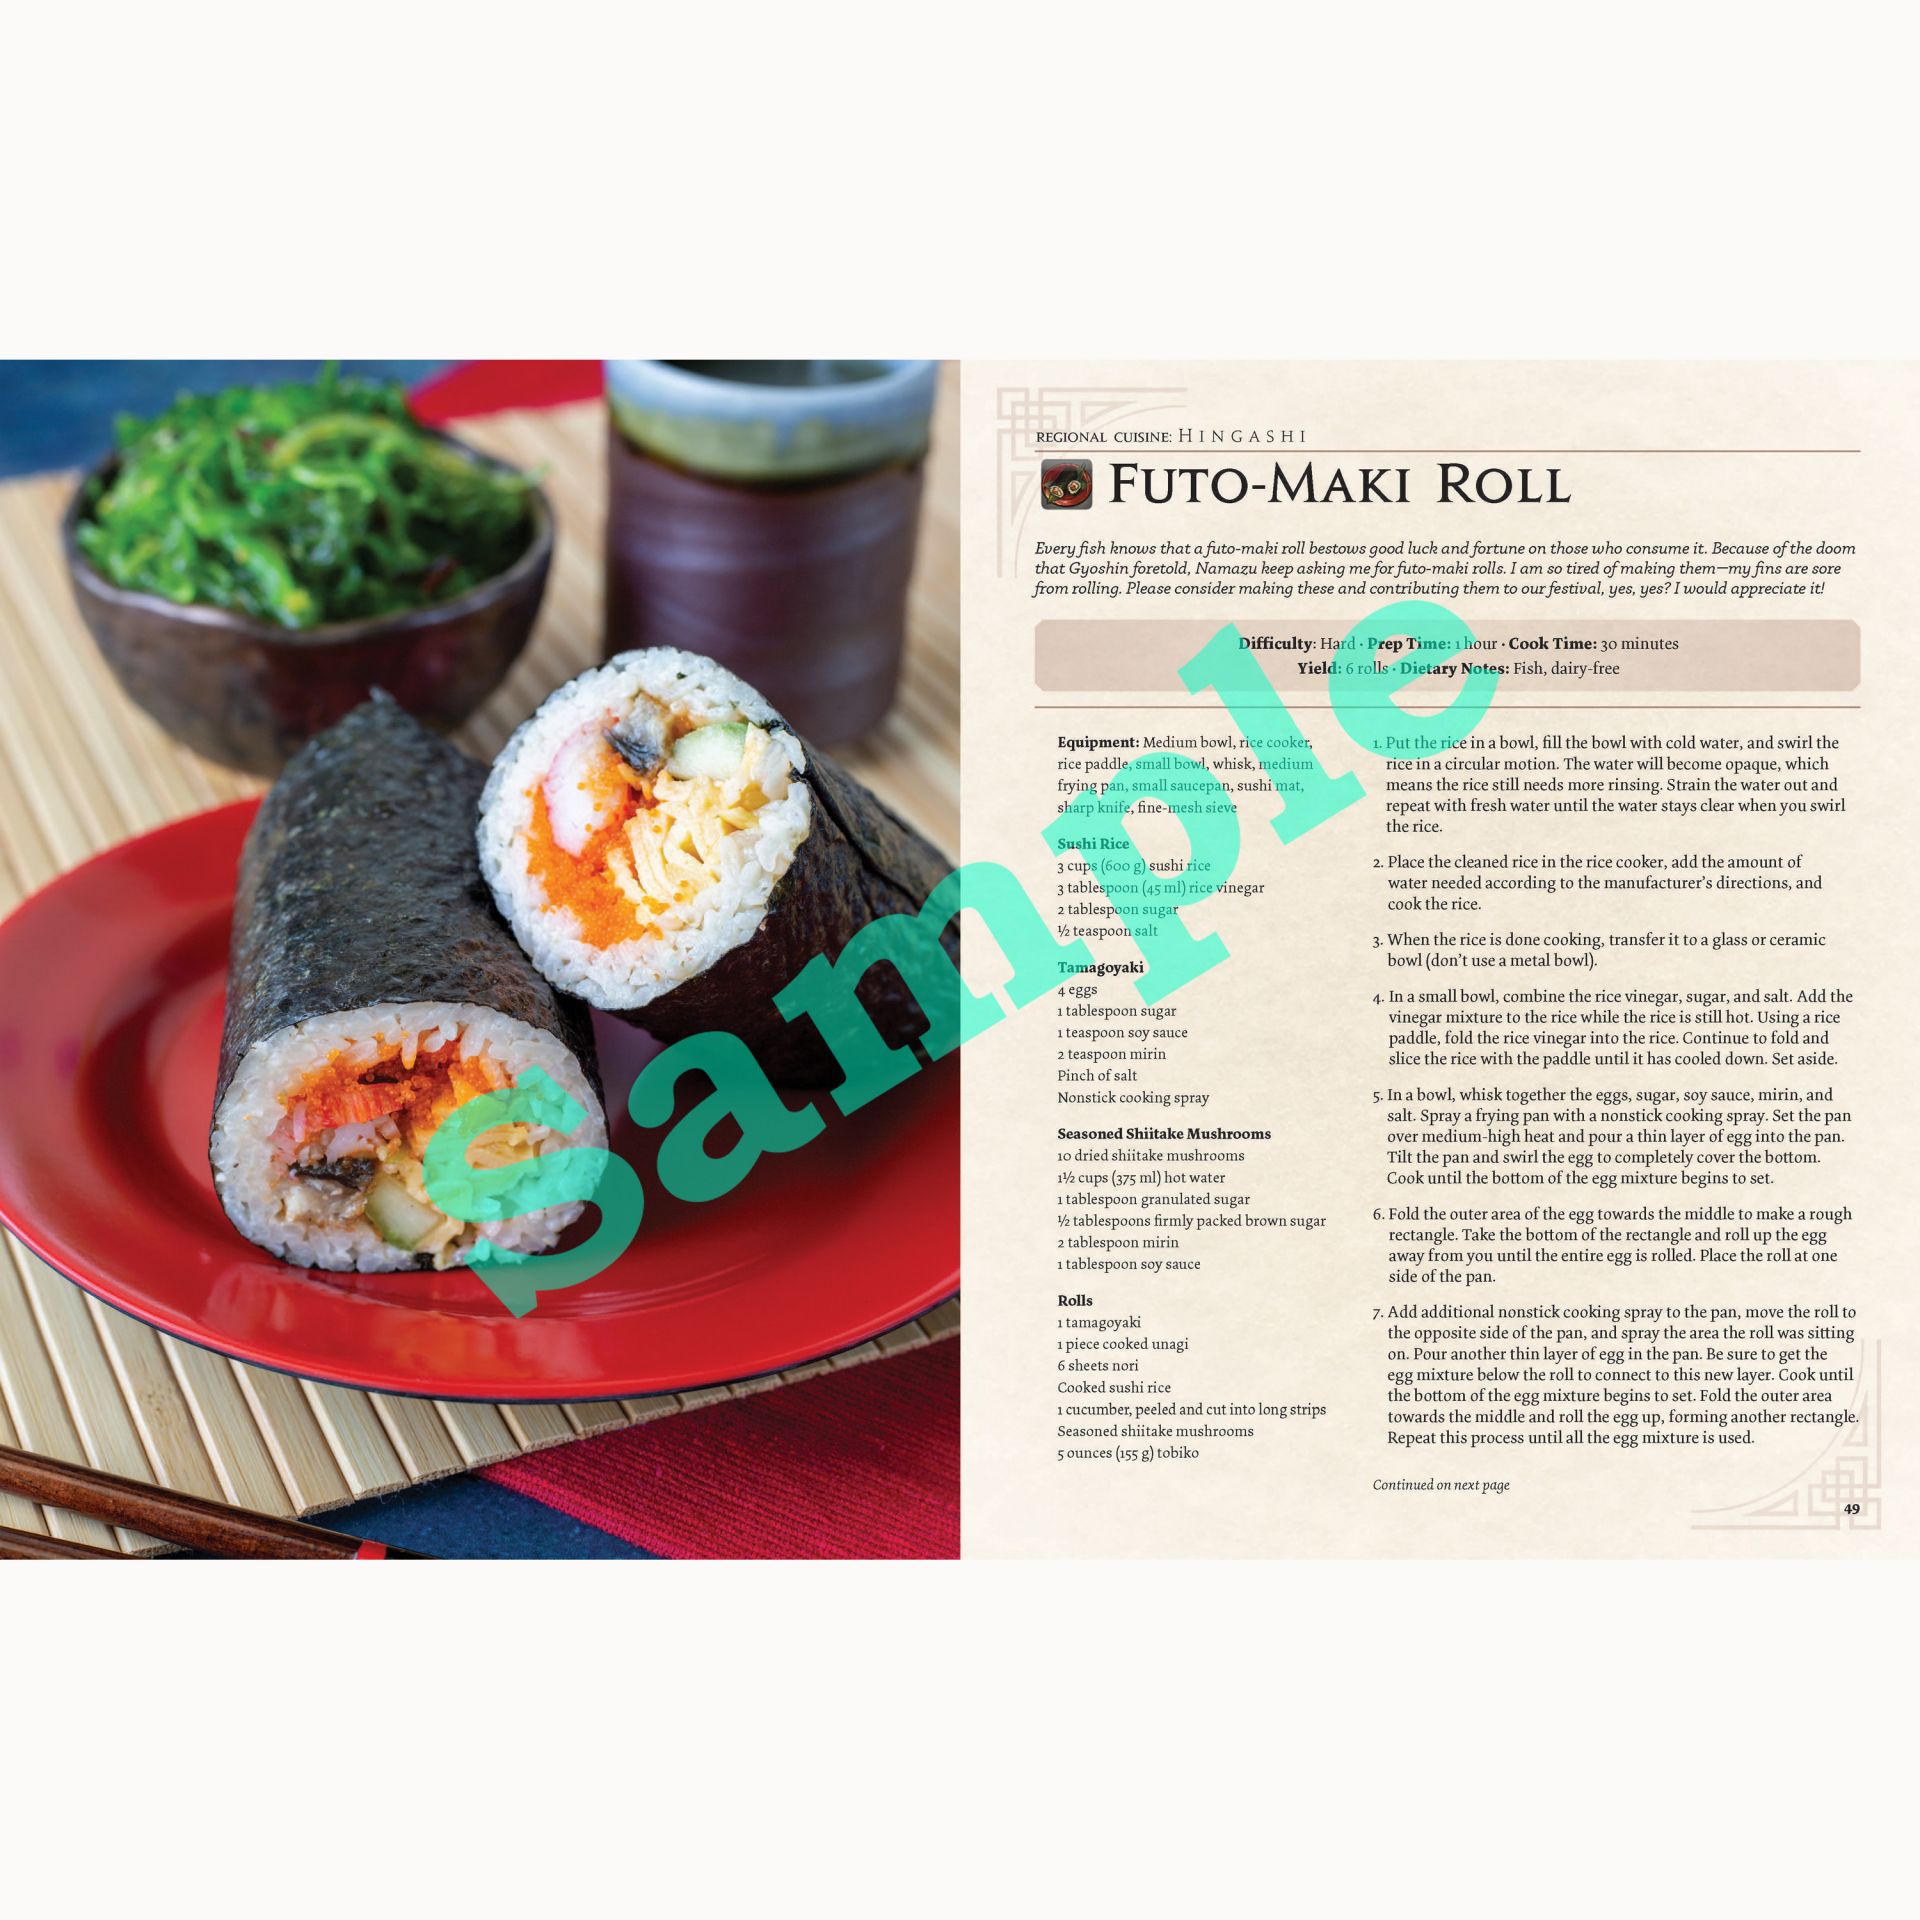 REGIONAL CUISINE: HINGASHI
FUTO-MAKI ROLL
Every fish knows that a futo-maki roll bestows good luck and fortune on those who consume it. Because of the doom
that Gyoshin foretold, Namazu keep asking me for futo-maki rolls. I am so tired of making them—my fins are sore
from rolling. Please consider making these and contributing them to our festival, yes, yes? I would appreciate it!
Difficulty: Hard · Prep Time: 1 hour · Cook Time: 30 minutes
Yield: 6 rolls · Dietary Notes: Fish, dairy-free
Equipment: Medium bowl, rice cooker,
rice paddle, small bowl, whisk, medium
frying pan, small saucepan, sushi mat,
sharp knife, fine-mesh sieve
Sushi Rice
3 cups (600 g) sushi rice
3 tablespoon (45 ml) rice vinegar
2 tablespoon sugar
½ teaspoon salt
Tamagoyaki
4 eggs
1 tablespoon sugar
1 teaspoon soy sauce
2 teaspoon mirin
Pinch of salt
Nonstick cooking spray
Seasoned Shiitake Mushrooms
10 dried shiitake mushrooms
1½ cups (375 ml) hot water
1 tablespoon granulated sugar
½ tablespoons firmly packed brown sugar
2 tablespoon mirin
1 tablespoon soy sauce
Rolls
1 tamagoyaki
1 piece cooked unagi
6 sheets nori
Cooked sushi rice
1 cucumber, peeled and cut into long strips
Seasoned shiitake mushrooms
5 ounces (155 g) tobiko
1. Put the rice in a bowl, fill the bowl with cold water, and swirl the
rice in a circular motion. The water will become opaque, which
means the rice still needs more rinsing. Strain the water out and
repeat with fresh water until the water stays clear when you swirl
the rice.
2. Place the cleaned rice in the rice cooker, add the amount of
water needed according to the manufacturer's directions, and
cook the rice.
3. When the rice is done cooking, transfer it to a glass or ceramic
bowl (don't use a metal bowl).
4. In a small bowl, combine the rice vinegar, sugar, and salt. Add the
vinegar mixture to the rice while the rice is still hot. Using a rice
paddle, fold the rice vinegar into the rice. Continue to fold and
slice the rice with the paddle until it has cooled down. Set aside.
5. In a bowl, whisk together the eggs, sugar, soy sauce, mirin, and
salt. Spray a frying pan with a nonstick cooking spray. Set the pan
over medium-high heat and pour a thin layer of egg into the pan.
Tilt the pan and swirl the egg to completely cover the bottom.
Cook until the bottom of the egg mixture begins to set.
6. Fold the outer area of the egg towards the middle to make a rough
rectangle. Take the bottom of the rectangle and roll up the egg
away from you until the entire egg is rolled. Place the roll at one
side of the pan.
7. Add additional nonstick cooking spray to the pan, move the roll to
the opposite side of the pan, and spray the area the roll was sitting
on. Pour another thin layer of egg in the pan. Be sure to get the
egg mixture below the roll to connect to this new layer. Cook until
the bottom of the egg mixture begins to set. Fold the outer area
towards the middle and roll the egg up, forming another rectangle.
Repeat this process until all the egg mixture is used.
Continued on next page
49
Sample